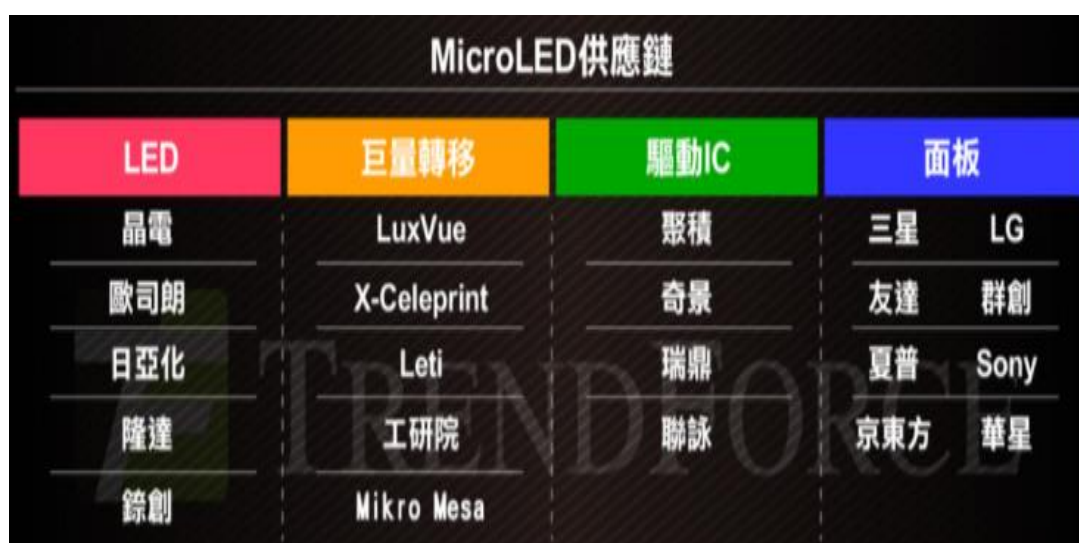 MicroLED供應鏈
LED 巨量轉移 驅動IC 面板
晶電 LuxVue 聚積 三星 LG
歐司朗 X-Celeprint 奇景 友達 群創
日亞化 Leti 瑞鼎 夏普 Sony
隆達 工研院 聯詠 京東方 華星
錼創 Mikro Mesa
TRENDFORCE